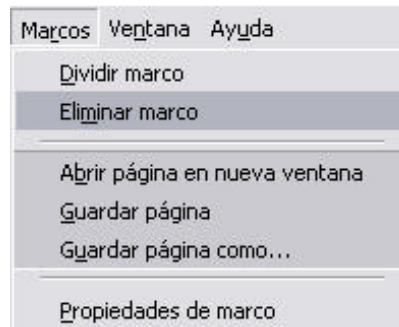 Marcos Ventana Ayuda
Dividir marco
Eliminar marco
Abrir página en nueva ventana
Guardar página
Guardar página como...
Propiedades de marco